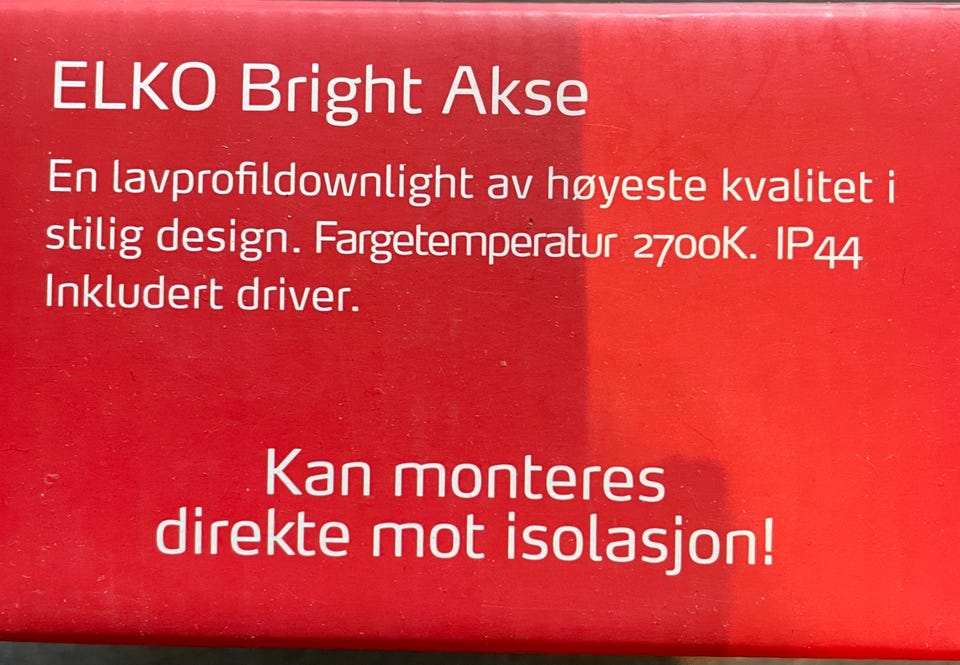 ELKO Bright Akse
En lavprofildownlight av høyeste kvalitet i
stilig design. Fargetemperatur 2700K. IP44
Inkludert driver.
Kan monteres
direkte mot isolasjon!